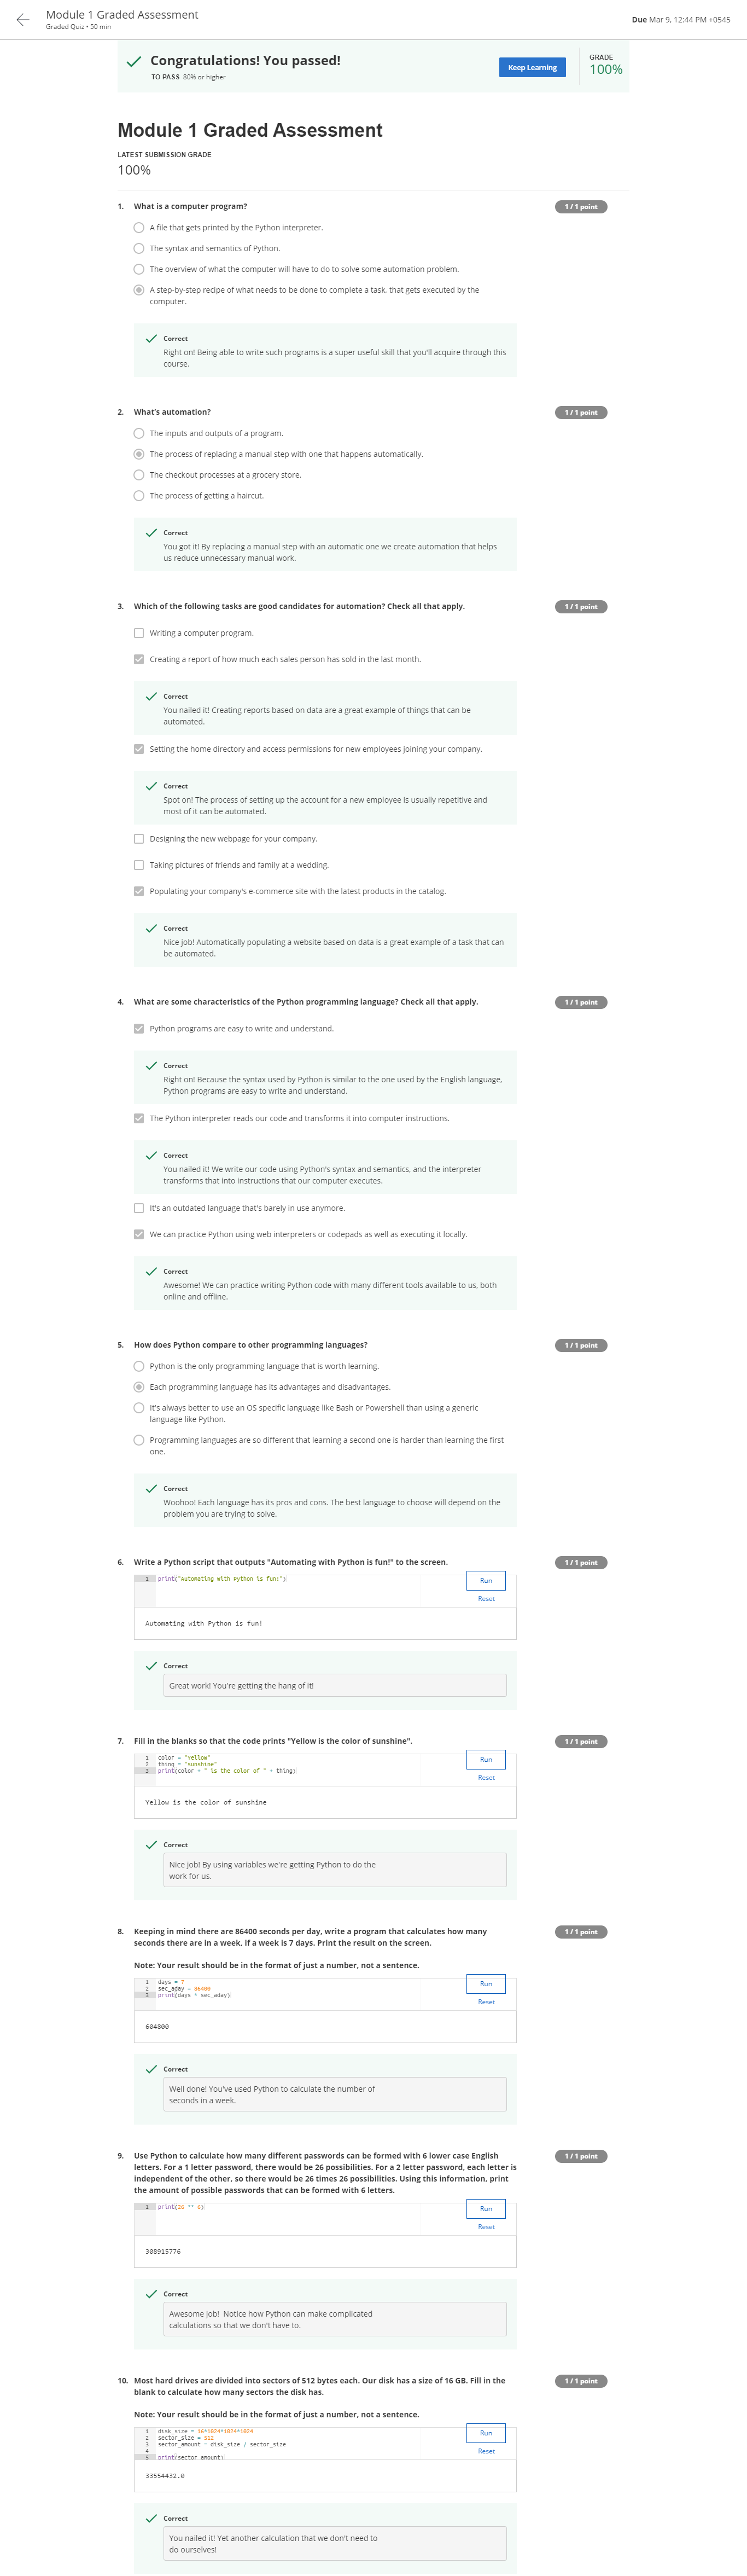 Module 1 Graded Assessment
Graded Quiz • 50 min
Due Mar 9, 12:44 PM +0545
Congratulations! You passed!
TO PASS 80% or higher
Keep Learning
GRADE
100%
Module 1 Graded Assessment
LATEST SUBMISSION GRADE
100%
1. What is a computer program?
1 / 1 point
A file that gets printed by the Python interpreter.
The syntax and semantics of Python.
The overview of what the computer will have to do to solve some automation problem.
A step-by-step recipe of what needs to be done to complete a task, that gets executed by the
computer.
Correct
Right on! Being able to write such programs is a super useful skill that you'll acquire through this
course.
2. What's automation?
1 / 1 point
The inputs and outputs of a program.
The process of replacing a manual step with one that happens automatically.
The checkout processes at a grocery store.
The process of getting a haircut.
Correct
You got it! By replacing a manual step with an automatic one we create automation that helps
us reduce unnecessary manual work.
3. Which of the following tasks are good candidates for automation? Check all that apply.
1 / 1 point
Writing a computer program.
Creating a report of how much each sales person has sold in the last month.
Correct
You nailed it! Creating reports based on data are a great example of things that can be
automated.
Setting the home directory and access permissions for new employees joining your company.
Correct
Spot on! The process of setting up the account for a new employee is usually repetitive and
most of it can be automated.
Designing the new webpage for your company.
Taking pictures of friends and family at a wedding.
Populating your company's e-commerce site with the latest products in the catalog.
Correct
Nice job! Automatically populating a website based on data is a great example of a task that can
be automated.
4. What are some characteristics of the Python programming language? Check all that apply.
1 / 1 point
Python programs are easy to write and understand.
Correct
Right on! Because the syntax used by Python is similar to the one used by the English language,
Python programs are easy to write and understand.
The Python interpreter reads our code and transforms it into computer instructions.
Correct
You nailed it! We write our code using Python's syntax and semantics, and the interpreter
transforms that into instructions that our computer executes.
It's an outdated language that's barely in use anymore.
We can practice Python using web interpreters or codepads as well as executing it locally.
Correct
Awesome! We can practice writing Python code with many different tools available to us, both
online and offline.
5. How does Python compare to other programming languages?
1 / 1 point
Python is the only programming language that is worth learning.
Each programming language has its advantages and disadvantages.
It's always better to use an OS specific language like Bash or Powershell than using a generic
language like Python.
Programming languages are so different that learning a second one is harder than learning the first
one.
Correct
Woohoo! Each language has its pros and cons. The best language to choose will depend on the
problem you are trying to solve.
6. Write a Python script that outputs "Automating with Python is fun!" to the screen.
1 / 1 point
1 print("Automating with Python is fun!")
Run
Reset
Automating with Python is fun!
Correct
Great work! You're getting the hang of it!
7. Fill in the blanks so that the code prints "Yellow is the color of sunshine".
1 / 1 point
1 color = "Yellow"
2 thing = "sunshine"
3 print(color + " is the color of " + thing)
Run
Reset
Yellow is the color of sunshine
Correct
Nice job! By using variables we're getting Python to do the
work for us.
8. Keeping in mind there are 86400 seconds per day, write a program that calculates how many
seconds there are in a week, if a week is 7 days. Print the result on the screen.
1 / 1 point
Note: Your result should be in the format of just a number, not a sentence.
1 days = 7
2 sec_aday = 86400
3 print(days * sec_aday)
Run
Reset
604800
Correct
Well done! You've used Python to calculate the number of
seconds in a week.
9. Use Python to calculate how many different passwords can be formed with 6 lower case English
letters. For a 1 letter password, there would be 26 possibilities. For a 2 letter password, each letter is
independent of the other, so there would be 26 times 26 possibilities. Using this information, print
the amount of possible passwords that can be formed with 6 letters.
1 / 1 point
1 print(26 ** 6)
Run
Reset
308915776
Correct
Awesome job! Notice how Python can make complicated
calculations so that we don't have to.
10. Most hard drives are divided into sectors of 512 bytes each. Our disk has a size of 16 GB. Fill in the
blank to calculate how many sectors the disk has.
1 / 1 point
Note: Your result should be in the format of just a number, not a sentence.
1 disk_size = 16*1024*1024*1024
2 sector_size = 512
3 sector_amount = disk_size / sector_size
4
5 print(sector_amount)
Run
Reset
33554432.0
Correct
You nailed it! Yet another calculation that we don't need to
do ourselves!